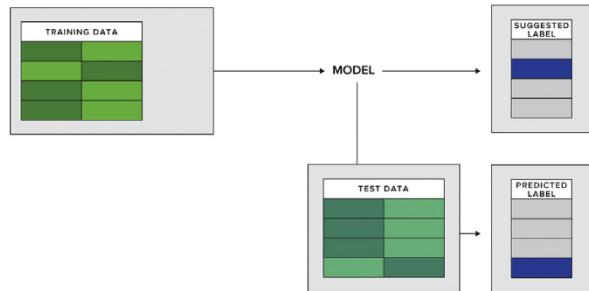 TRAINING DATA
MODEL
SUGGESTED
LABEL
TEST DATA
PREDICTED
LABEL